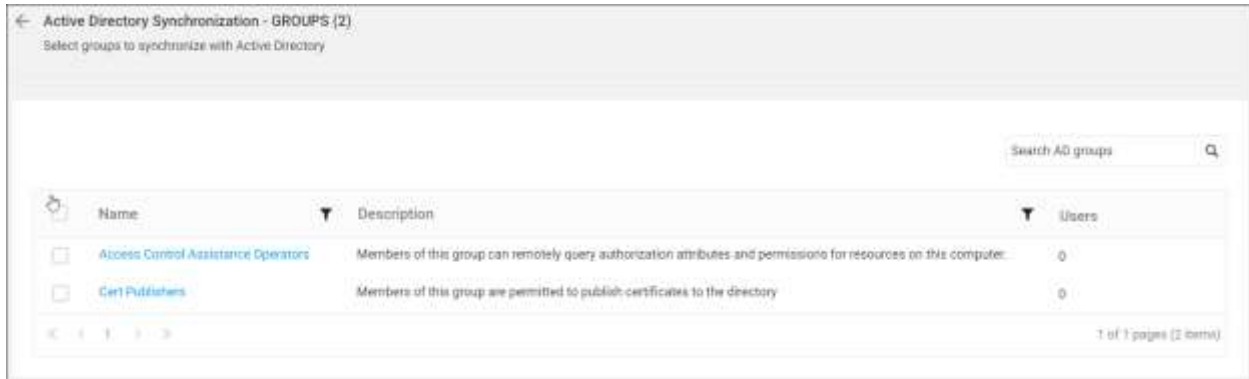 Active Directory Synchronization - GROUPS (2)
Select groups to synchronize with Active Directory
Search AD groups
Name Description Users
Access Control Assistance Operators Members of this group can remotely query authorization attributes and permissions for resources on this computer. 0
Cert Publishers Members of this group are permitted to publish certificates to the directory 0
1 1 of 1 pages (2 items)